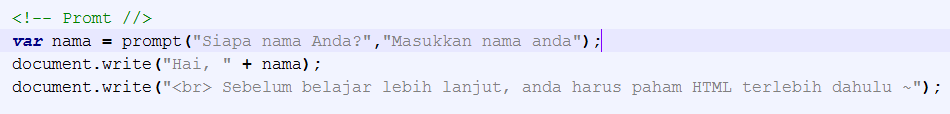 <!-- Promt //>
var nama = prompt("Siapa nama Anda?","Masukkan nama anda");
document.write("Hai, " + nama);
document.write("<br> Sebelum belajar lebih lanjut, anda harus paham HTML terlebih dahulu ~");